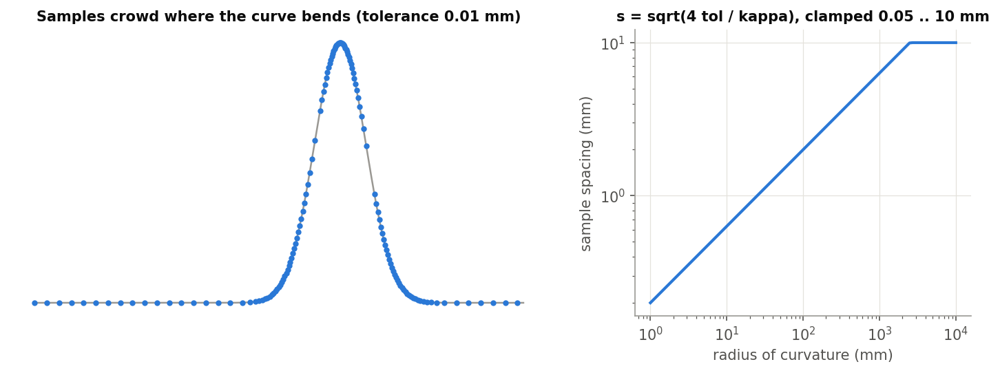 Samples crowd where the curve bends (tolerance 0.01 mm)
s = sqrt(4 tol / kappa), clamped 0.05 .. 10 mm
sample spacing (mm)
10¹
10⁰
10⁰ 10¹ 10² 10³ 10⁴
radius of curvature (mm)